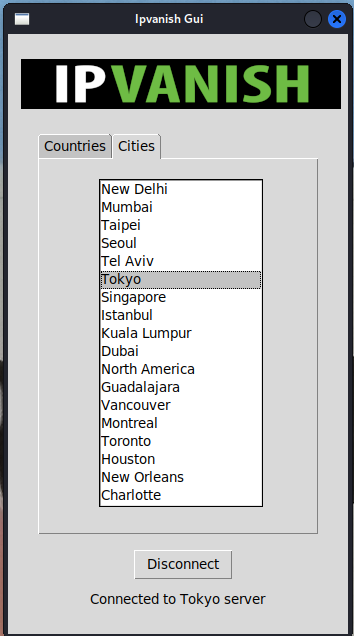 Ipvanish Gui
IPVANISH
Countries Cities
New Delhi
Mumbai
Taipei
Seoul
Tel Aviv
Tokyo
Singapore
Istanbul
Kuala Lumpur
Dubai
North America
Guadalajara
Vancouver
Montreal
Toronto
Houston
New Orleans
Charlotte
Disconnect
Connected to Tokyo server